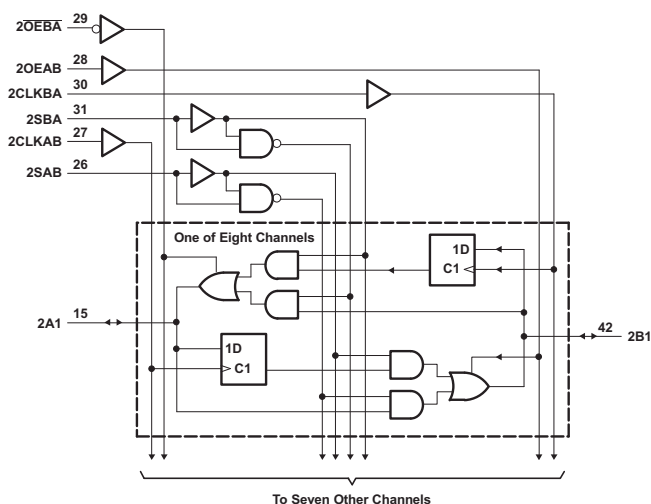 2OEBA 29
2OEAB 28
2CLKBA 30
2SBA 31
2CLKAB 27
2SAB 26
One of Eight Channels
1D
C1
2A1 15
42 2B1
1D
C1
To Seven Other Channels